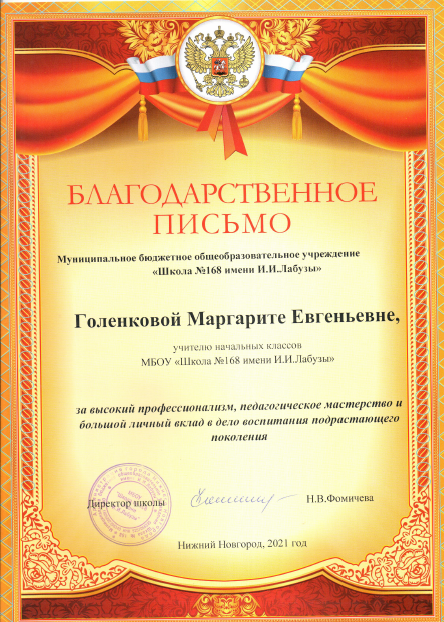 БЛАГОДАРСТВЕННОЕ
ПИСЬМО
Муниципальное бюджетное общеобразовательное учреждение
«Школа №168 имени И.И.Лабузы»
Голенковой Маргарите Евгеньевне,
учителю начальных классов
МБОУ «Школа №168 имени И.И.Лабузы»
за высокий профессионализм, педагогическое мастерство и
большой личный вклад в дело воспитания подрастающего
поколения
Директор школы Н.В.Фомичева
Нижний Новгород, 2021 год